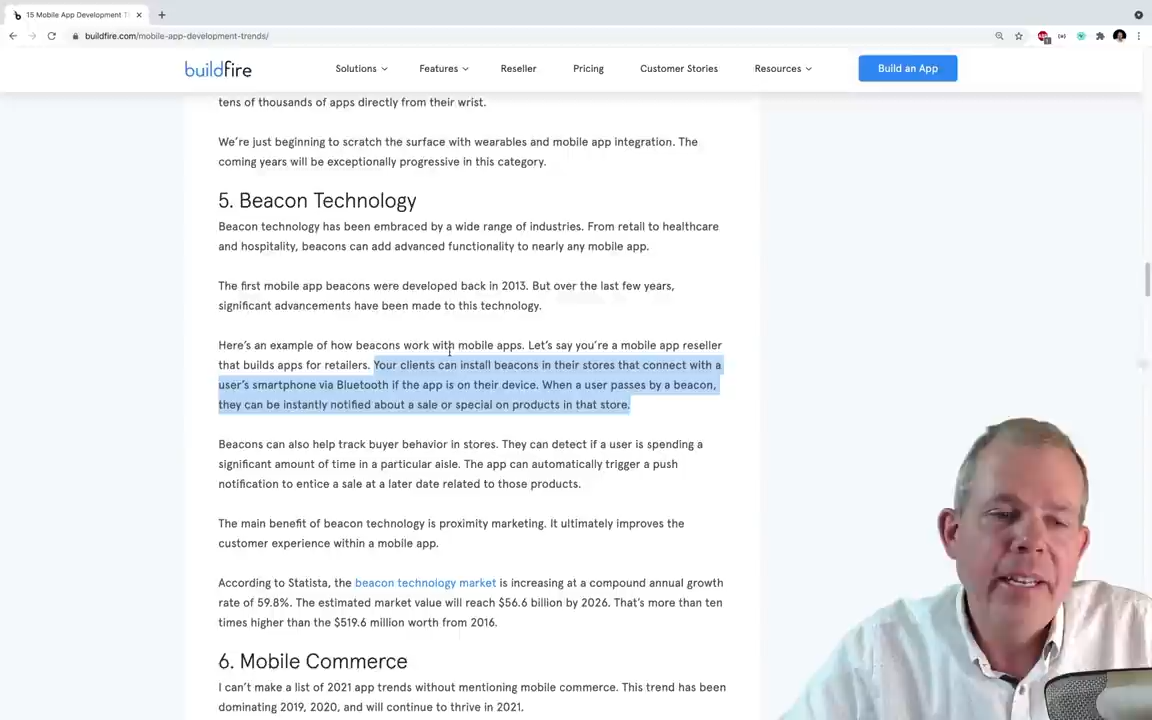 15 Mobile App Development T
buildfire.com/mobile-app-development-trends/
buildfire
Solutions
Features
Reseller
Pricing
Customer Stories
Resources
Build an App
tens of thousands of apps directly from their wrist.
We're just beginning to scratch the surface with wearables and mobile app integration. The
coming years will be exceptionally progressive in this category.
5. Beacon Technology
Beacon technology has been embraced by a wide range of industries. From retail to healthcare
and hospitality, beacons can add advanced functionality to nearly any mobile app.
The first mobile app beacons were developed back in 2013. But over the last few years,
significant advancements have been made to this technology.
Here's an example of how beacons work with mobile apps. Let's say you're a mobile app reseller
that builds apps for retailers. Your clients can install beacons in their stores that connect with a
user's smartphone via Bluetooth if the app is on their device. When a user passes by a beacon,
they can be instantly notified about a sale or special on products in that store.
Beacons can also help track buyer behavior in stores. They can detect if a user is spending a
significant amount of time in a particular aisle. The app can automatically trigger a push
notification to entice a sale at a later date related to those products.
The main benefit of beacon technology is proximity marketing. It ultimately improves the
customer experience within a mobile app.
According to Statista, the beacon technology market is increasing at a compound annual growth
rate of 59.8%. The estimated market value will reach $56.6 billion by 2026. That's more than ten
times higher than the $519.6 million worth from 2016.
6. Mobile Commerce
I can't make a list of 2021 app trends without mentioning mobile commerce. This trend has been
dominating 2019, 2020, and will continue to thrive in 2021.